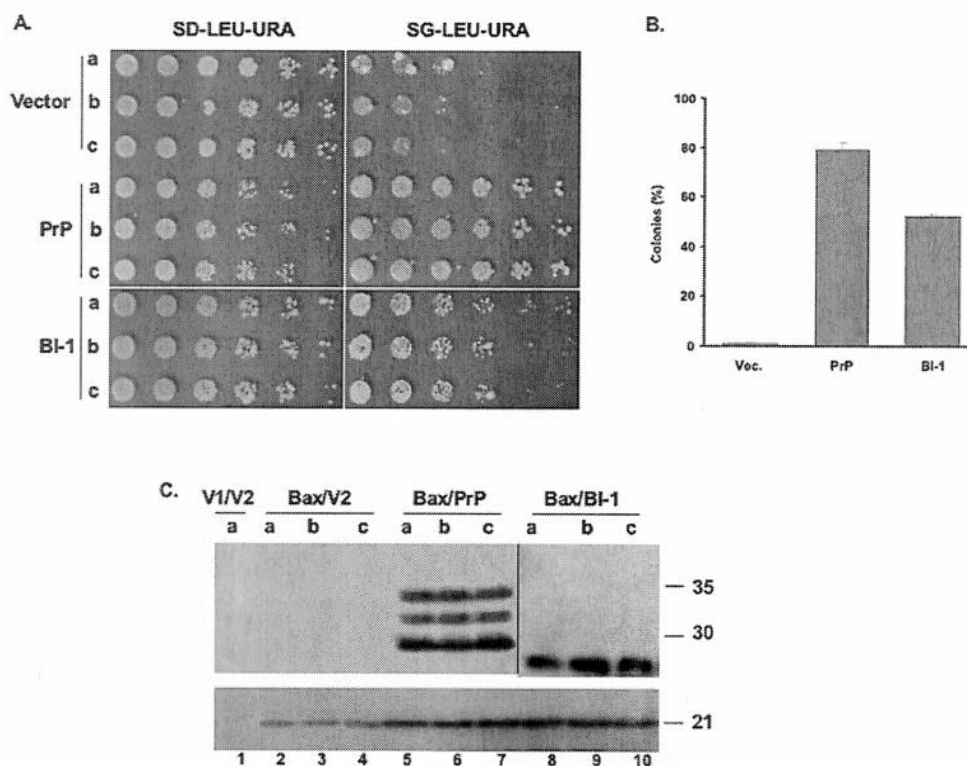 A.
SD-LEU-URA SG-LEU-URA
Vector
a
b
c
PrP
a
b
c
BI-1
a
b
c
B.
Colonies (%)
100
80
60
40
20
0
Vec. PrP BI-1
C.
V1/V2 Bax/V2 Bax/PrP Bax/BI-1
a a b c a b c a b c
35
30
21
1 2 3 4 5 6 7 8 9 10